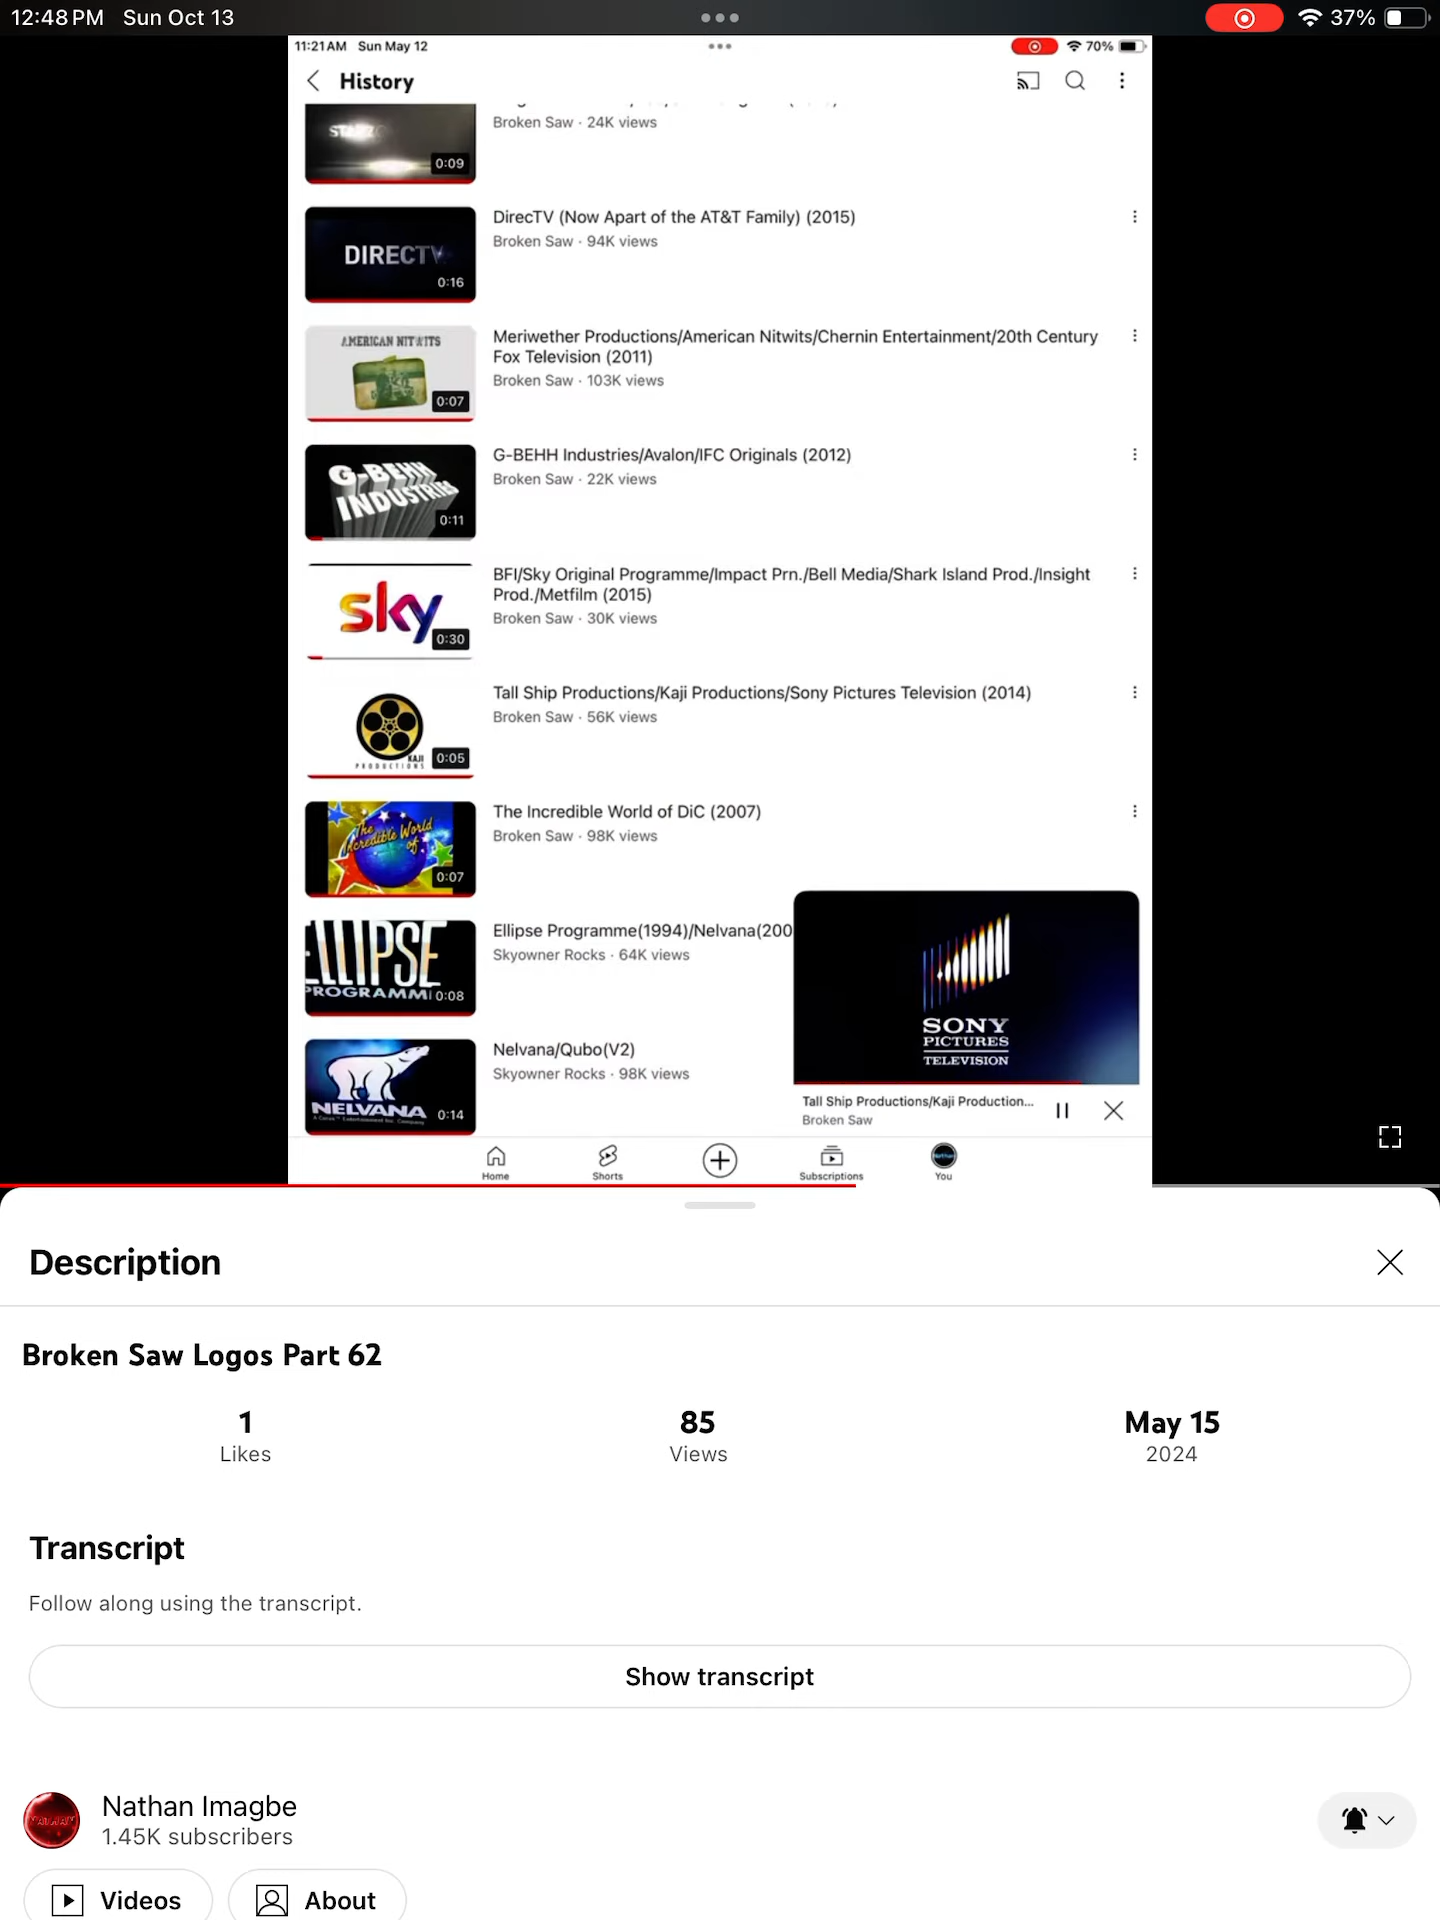 12:48 PM Sun Oct 13
37%
11:21 AM Sun May 12
70%
History
Broken Saw · 24K views
0:09
DirecTV (Now Apart of the AT&T Family) (2015)
Broken Saw · 94K views
DIRECTV
0:16
AMERICAN NITWITS
Meriwether Productions/American Nitwits/Chernin Entertainment/20th Century
Fox Television (2011)
Broken Saw · 103K views
0:07
G-BEHH Industries/Avalon/IFC Originals (2012)
Broken Saw · 22K views
G-BEHH
INDUSTRIES
0:11
BFI/Sky Original Programme/Impact Prn./Bell Media/Shark Island Prod./Insight
Prod./Metfilm (2015)
Broken Saw · 30K views
sky
0:30
Tall Ship Productions/Kaji Productions/Sony Pictures Television (2014)
Broken Saw · 56K views
KAJI
PRODUCTIONS
0:05
The Incredible World of DiC (2007)
Broken Saw · 98K views
The
Incredible World
of
0:07
Ellipse Programme(1994)/Nelvana(200
Skyowner Rocks · 64K views
ELLIPSE
PROGRAMM
0:08
Nelvana/Qubo(V2)
Skyowner Rocks · 98K views
NELVANA
0:14
SONY
PICTURES
TELEVISION
Tall Ship Productions/Kaji Production...
Broken Saw
Home
Shorts
Subscriptions
You
Description
Broken Saw Logos Part 62
1
Likes
85
Views
May 15
2024
Transcript
Follow along using the transcript.
Show transcript
Nathan Imagbe
1.45K subscribers
Videos
About